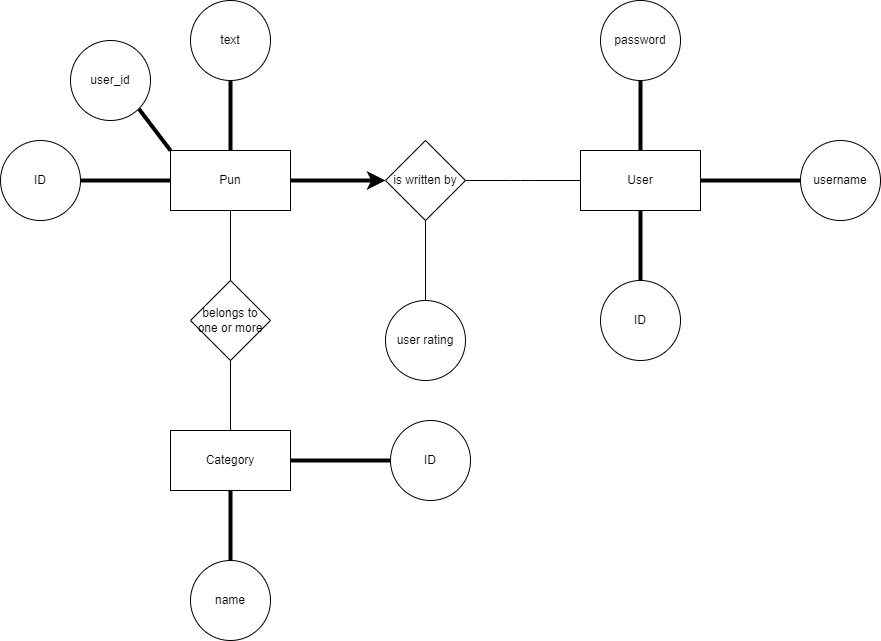 text
password
user_id
ID
Pun
is written by
User
username
belongs to
one or more
ID
user rating
Category
ID
name